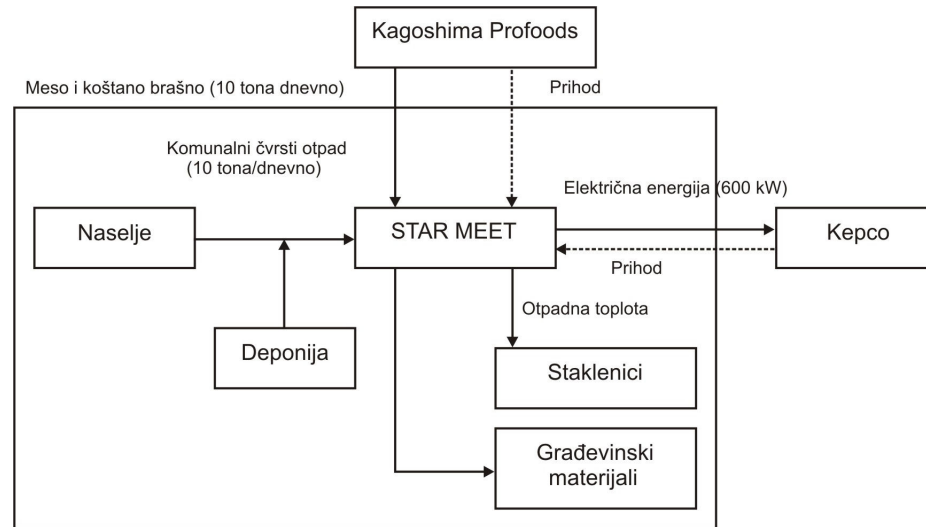 Kagoshima Profoods
Meso i koštano brašno (10 tona dnevno)
Prihod
Komunalni čvrsti otpad
(10 tona/dnevno)
Električna energija (600 kW)
Naselje
STAR MEET
Kepco
Prihod
Otpadna toplota
Deponija
Staklenici
Građevinski
materijali